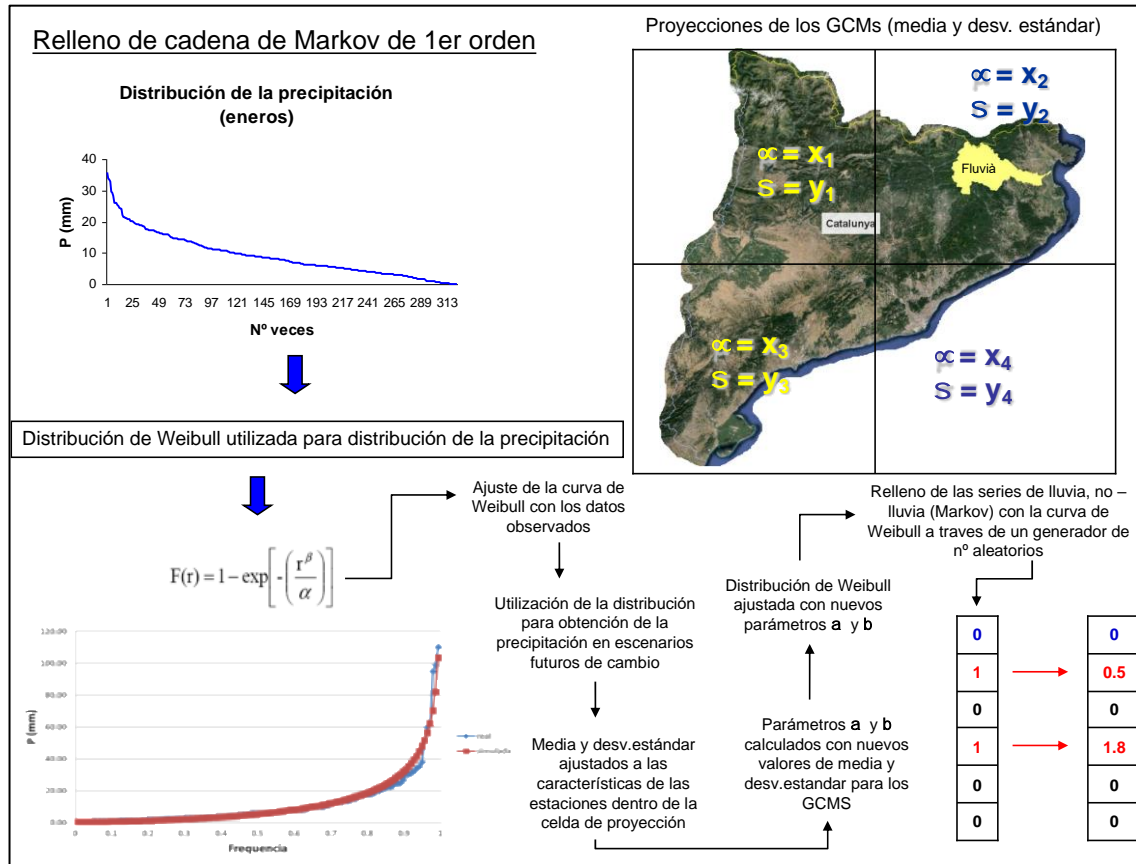 Relleno de cadena de Markov de 1er orden
Distribución de la precipitación
(eneros)
P (mm)
40
30
20
10
0
1 25 49 73 97 121 145 169 193 217 241 265 289 313
Nº veces
Proyecciones de los GCMs (media y desv. estándar)
∝ = x1
S = y1
∝ = x2
S = y2
Fluvià
Catalunya
∝ = x3
S = y3
∝ = x4
S = y4
Distribución de Weibull utilizada para distribución de la precipitación
F(r) = 1 − exp[-(r^β/α)]
Ajuste de la curva de
Weibull con los datos
observados
Utilización de la distribución
para obtención de la
precipitación en escenarios
futuros de cambio
Media y desv.estándar
ajustados a las
características de las
estaciones dentro de la
celda de proyección
Parámetros a y b
calculados con nuevos
valores de media y
desv.estandar para los
GCMS
Distribución de Weibull
ajustada con nuevos
parámetros a y b
Relleno de las series de lluvia, no –
lluvia (Markov) con la curva de
Weibull a traves de un generador de
nº aleatorios
0 0
1 0.5
0 0
1 1.8
0 0
0 0
P (mm)
120.00
100.00
80.00
60.00
40.00
20.00
0.00
0 0.1 0.2 0.3 0.4 0.5 0.6 0.7 0.8 0.9 1
Frequencia
real
simulada